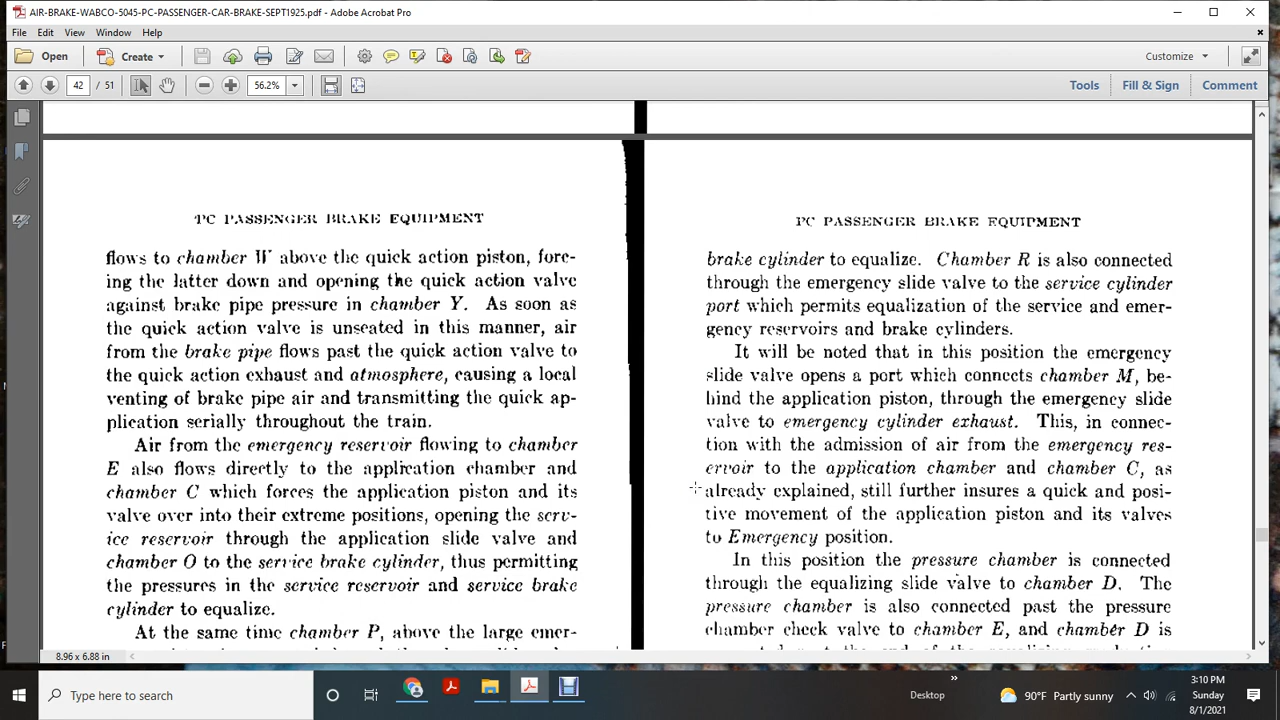 AIR-BRAKE-WABCO-5045-PC-PASSENGER-CAR-BRAKE-SEPT1925.pdf - Adobe Acrobat Pro
File Edit View Window Help
Open Create Customize
42 / 51 56.2% Tools Fill & Sign Comment
PC PASSENGER BRAKE EQUIPMENT
flows to chamber W above the quick action piston, forc-
ing the latter down and opening the quick action valve
against brake pipe pressure in chamber Y. As soon as
the quick action valve is unseated in this manner, air
from the brake pipe flows past the quick action valve to
the quick action exhaust and atmosphere, causing a local
venting of brake pipe air and transmitting the quick ap-
plication serially throughout the train.
Air from the emergency reservoir flowing to chamber
E also flows directly to the application chamber and
chamber C which forces the application piston and its
valve over into their extreme positions, opening the serv-
ice reservoir through the application slide valve and
chamber O to the service brake cylinder, thus permitting
the pressures in the service reservoir and service brake
cylinder to equalize.
At the same time chamber P, above the large emer-
PC PASSENGER BRAKE EQUIPMENT
brake cylinder to equalize. Chamber R is also connected
through the emergency slide valve to the service cylinder
port which permits equalization of the service and emer-
gency reservoirs and brake cylinders.
It will be noted that in this position the emergency
slide valve opens a port which connects chamber M, be-
hind the application piston, through the emergency slide
valve to emergency cylinder exhaust. This, in connec-
tion with the admission of air from the emergency res-
ervoir to the application chamber and chamber C, as
already explained, still further insures a quick and posi-
tive movement of the application piston and its valves
to Emergency position.
In this position the pressure chamber is connected
through the equalizing slide valve to chamber D. The
pressure chamber is also connected past the pressure
chamber check valve to chamber E, and chamber D is
8.96 x 6.88 in
Type here to search
Desktop
90°F Partly sunny
3:10 PM
Sunday
8/1/2021